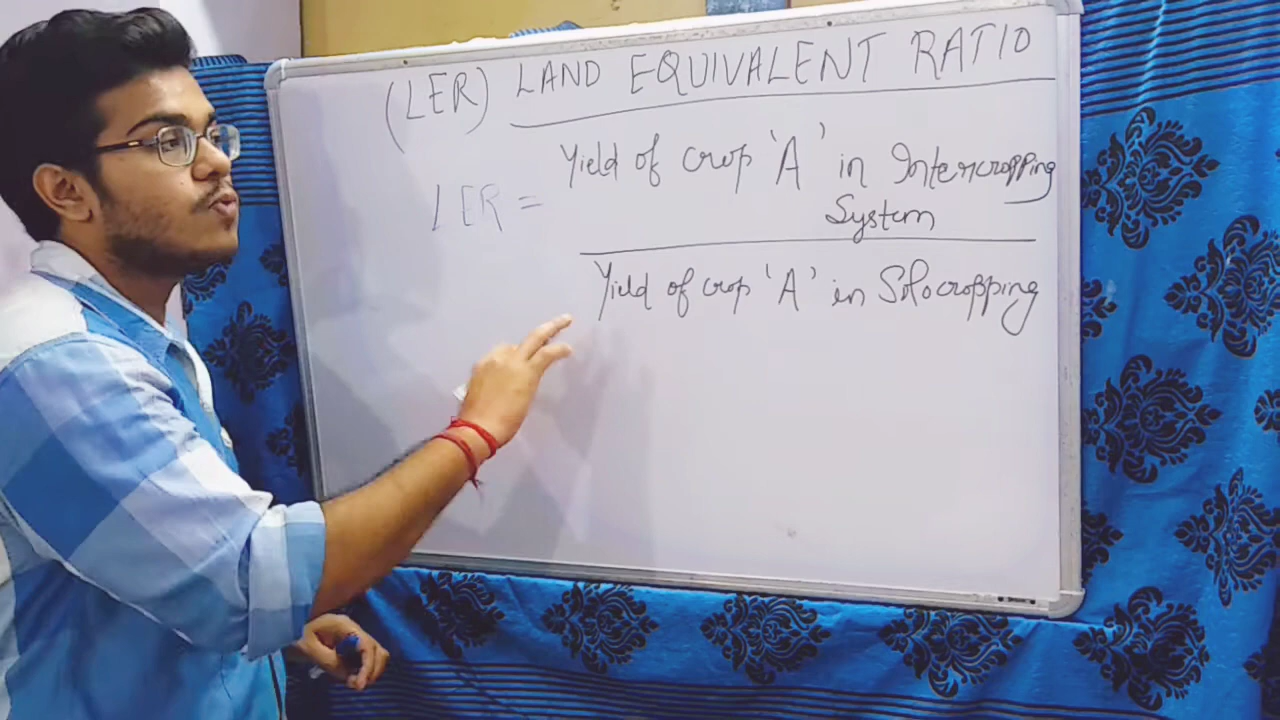 (LER) LAND EQUIVALENT RATIO
LER = Yield of crop 'A' in Intercropping
System
Yield of crop 'A' in Solocropping